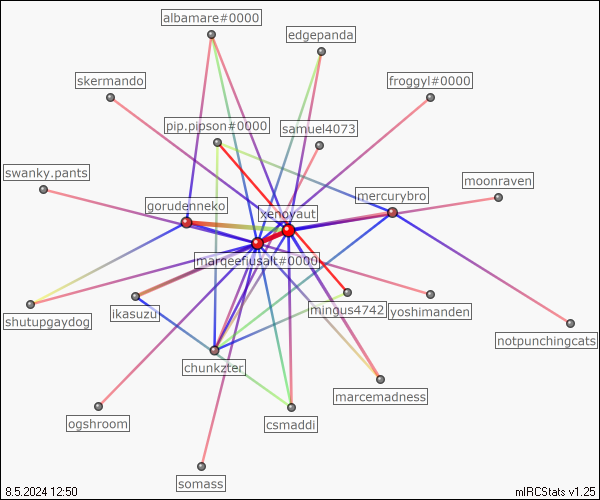 albamare#0000
edgepanda
skermando
froggyl#0000
pip.pipson#0000
samuel4073
swanky.pants
moonraven
mercurybro
gorudenneko
xenovaut
marqeefiusalt#0000
shutupgaydog
ikasuzu
mingus4742
yoshimanden
notpunchingcats
chunkzter
marcemadness
ogshroom
csmaddi
somass
8.5.2024 12:50
mIRCStats v1.25